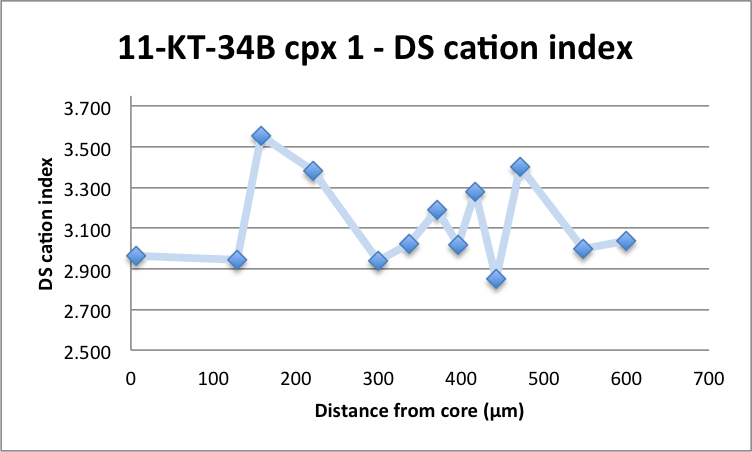 11-KT-34B cpx 1 - DS cation index
3.700
3.500
3.300
3.100
2.900
2.700
2.500
DS cation index
0 100 200 300 400 500 600 700
Distance from core (μm)